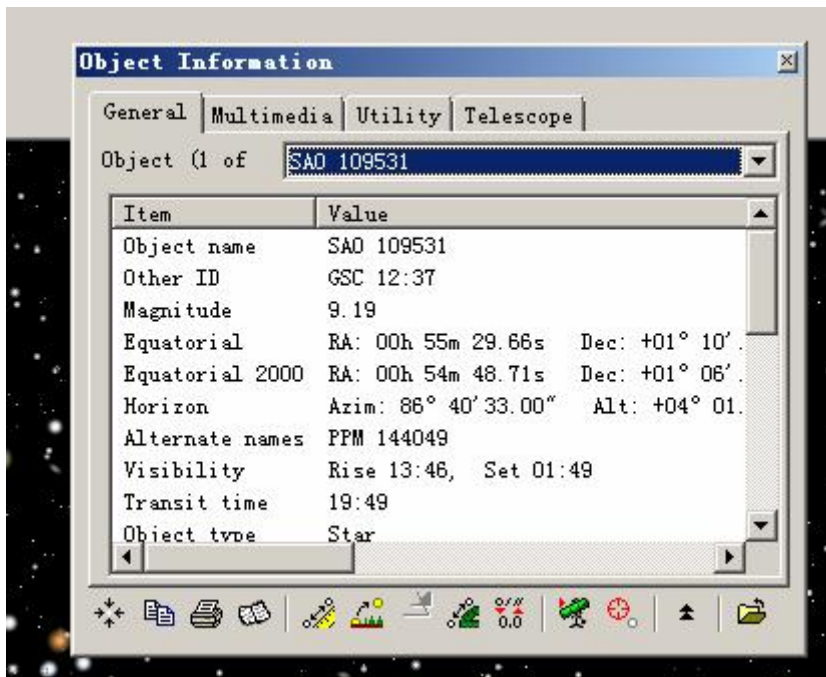 Object Information
General Multimedia Utility Telescope
Object (1 of SAO 109531
Item Value
Object name SAO 109531
Other ID GSC 12:37
Magnitude 9.19
Equatorial RA: 00h 55m 29.66s Dec: +01° 10'.
Equatorial 2000 RA: 00h 54m 48.71s Dec: +01° 06'.
Horizon Azim: 86° 40'33.00" Alt: +04° 01.
Alternate names PPM 144049
Visibility Rise 13:46, Set 01:49
Transit time 19:49
Object type Star
0.0